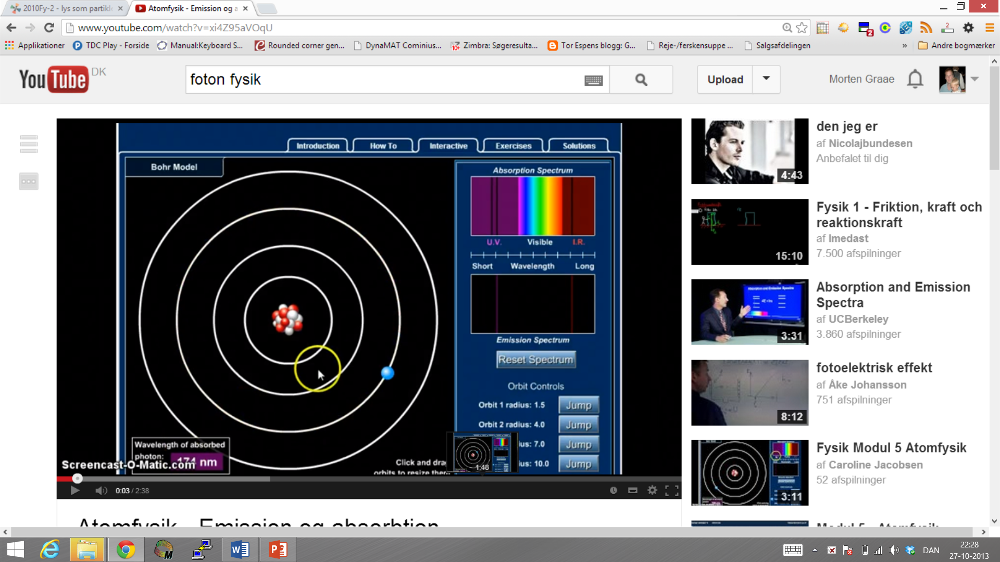 2010Fy-2 - lys som partikl
Atomfysik - Emission og a
www.youtube.com/watch?v=xi4Z95aVOqU
2
2
Applikationer
TDC Play - Forside
Manual:Keyboard S...
Rounded corner gen...
DynaMAT Cominius...
10+
Zimbra: Søgeresulta...
Tor Espens blogg: G...
Reje-/ferskensuppe ...
Salgsafdelingen
»
Andre bogmærker
YouTube DK
foton fysik
Upload
Morten Graae
Introduction
How To
Interactive
Exercises
Solutions
Bohr Model
Absorption Spectrum
U.V. Visible I.R.
Short Wavelength Long
Emission Spectrum
Reset Spectrum
Orbit Controls
Orbit 1 radius: 1.5 Jump
Orbit 2 radius: 4.0 Jump
ius: 7.0 Jump
ius: 10.0 Jump
Wavelength of absorbed
photon: 174 nm
Screencast-O-Matic.com
Click and drag
orbits to resize them
1:48
0:03 / 2:38
Atomfysik - Emission og absorbtion
den jeg er
af Nicolajbundesen
Anbefalet til dig
4:43
Fysik 1 - Friktion, kraft och
reaktionskraft
af Imedast
7.500 afspilninger
15:10
Absorption and Emission
Spectra
af UCBerkeley
3.860 afspilninger
3:31
fotoelektrisk effekt
af Åke Johansson
751 afspilninger
8:12
Fysik Modul 5 Atomfysik
af Caroline Jacobsen
52 afspilninger
3:11
Modul 5 - Atomfysik
DAN
22:28
27-10-2013